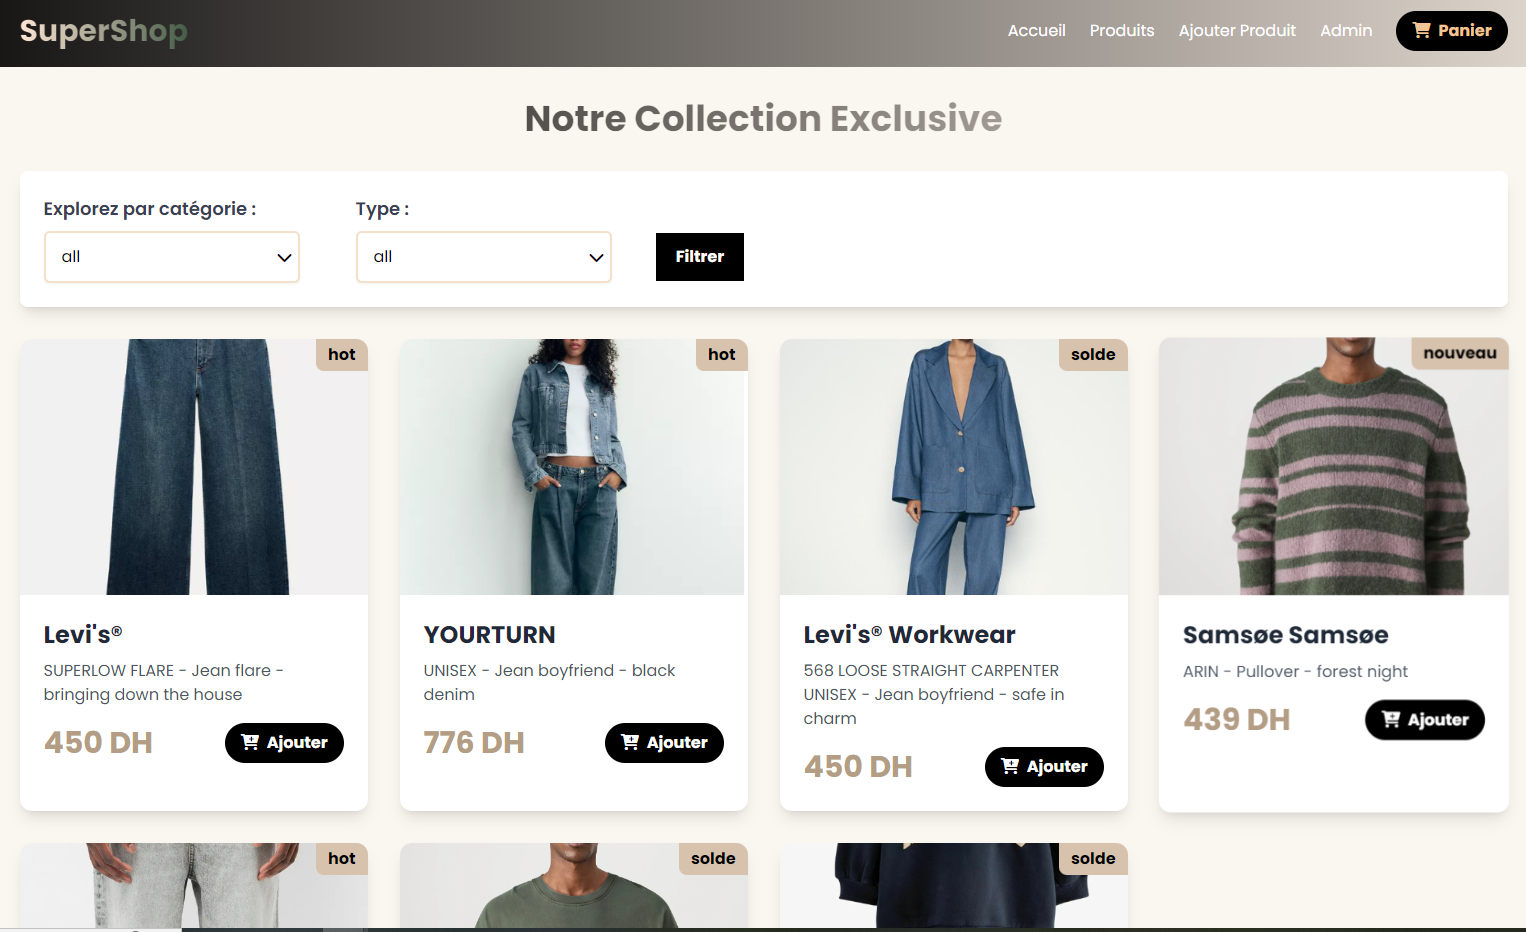 SuperShop
Accueil Produits Ajouter Produit Admin Panier
Notre Collection Exclusive
Explorez par catégorie : Type :
all all Filtrer
hot
Levi's®
SUPERLOW FLARE - Jean flare -
bringing down the house
450 DH Ajouter
hot
YOURTURN
UNISEX - Jean boyfriend - black
denim
776 DH Ajouter
solde
Levi's® Workwear
568 LOOSE STRAIGHT CARPENTER
UNISEX - Jean boyfriend - safe in
charm
450 DH Ajouter
nouveau
Samsøe Samsøe
ARIN - Pullover - forest night
439 DH Ajouter
hot
solde
solde